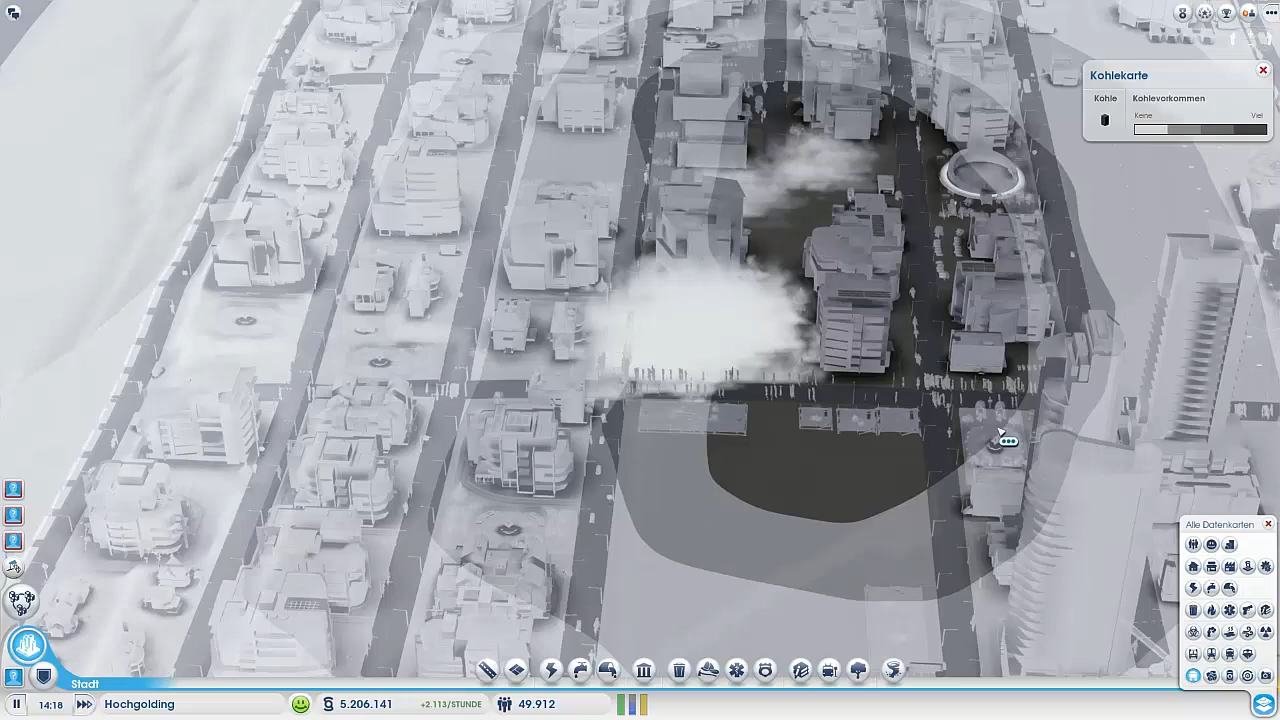 Kohlekarte
Kohle
Kohlevorkommen
Keine
Viel
Alle Datenkarten
Stadt
14:18
Hochgolding
5.206.141
+2.113/STUNDE
49.912